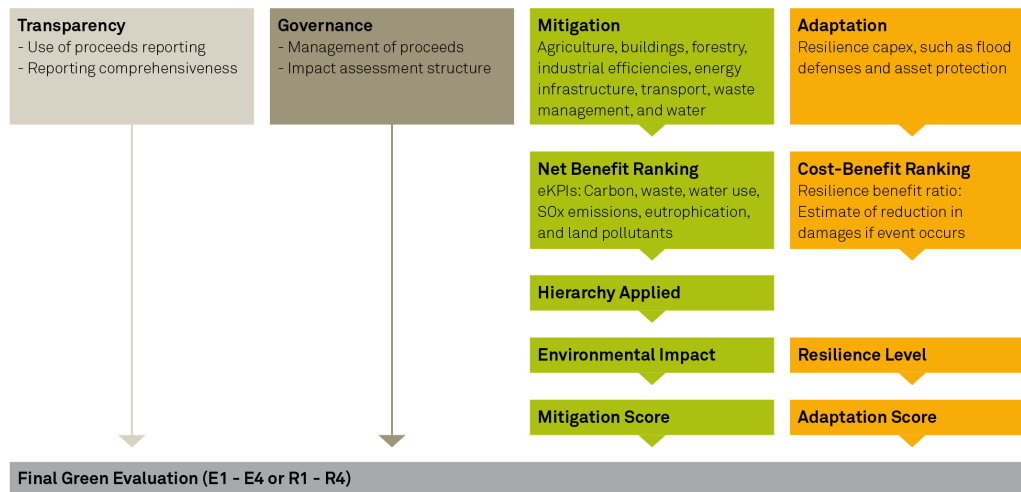 Transparency
- Use of proceeds reporting
- Reporting comprehensiveness
Governance
- Management of proceeds
- Impact assessment structure
Mitigation
Agriculture, buildings, forestry,
industrial efficiencies, energy
infrastructure, transport, waste
management, and water
Adaptation
Resilience capex, such as flood
defenses and asset protection
Net Benefit Ranking
eKPIs: Carbon, waste, water use,
SOx emissions, eutrophication,
and land pollutants
Cost-Benefit Ranking
Resilience benefit ratio:
Estimate of reduction in
damages if event occurs
Hierarchy Applied
Environmental Impact
Resilience Level
Mitigation Score
Adaptation Score
Final Green Evaluation (E1 - E4 or R1 - R4)